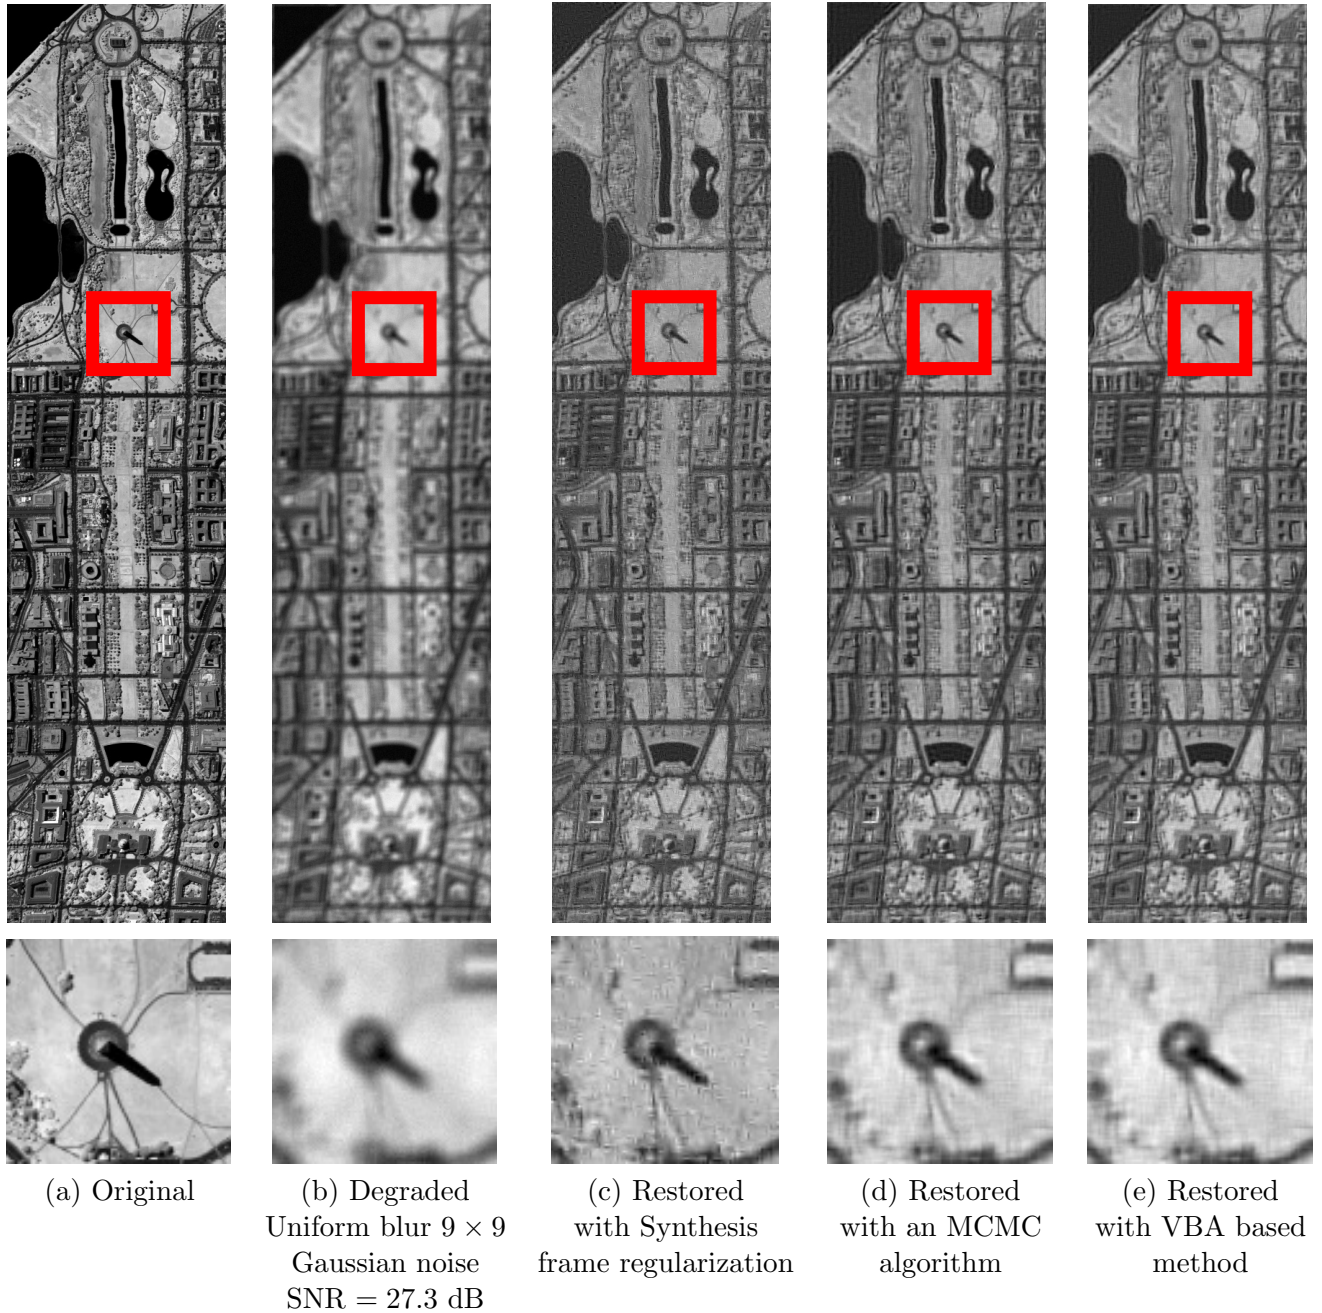 (a) Original
(b) Degraded
Uniform blur 9 × 9
Gaussian noise
SNR = 27.3 dB
(c) Restored
with Synthesis
frame regularization
(d) Restored
with an MCMC
algorithm
(e) Restored
with VBA based
method